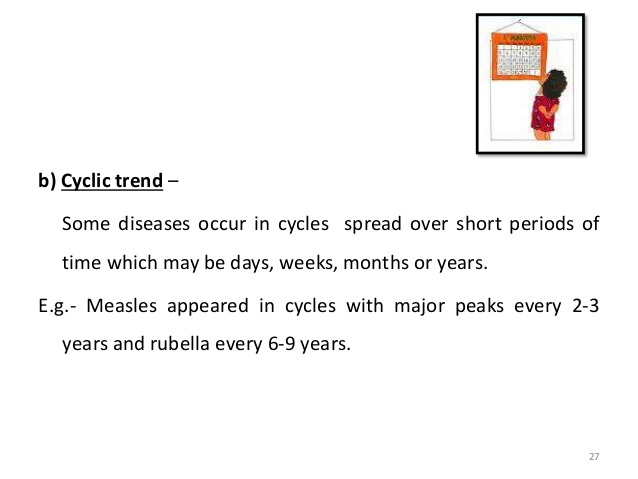 b) Cyclic trend –
Some diseases occur in cycles spread over short periods of
time which may be days, weeks, months or years.
E.g.- Measles appeared in cycles with major peaks every 2-3
years and rubella every 6-9 years.
27